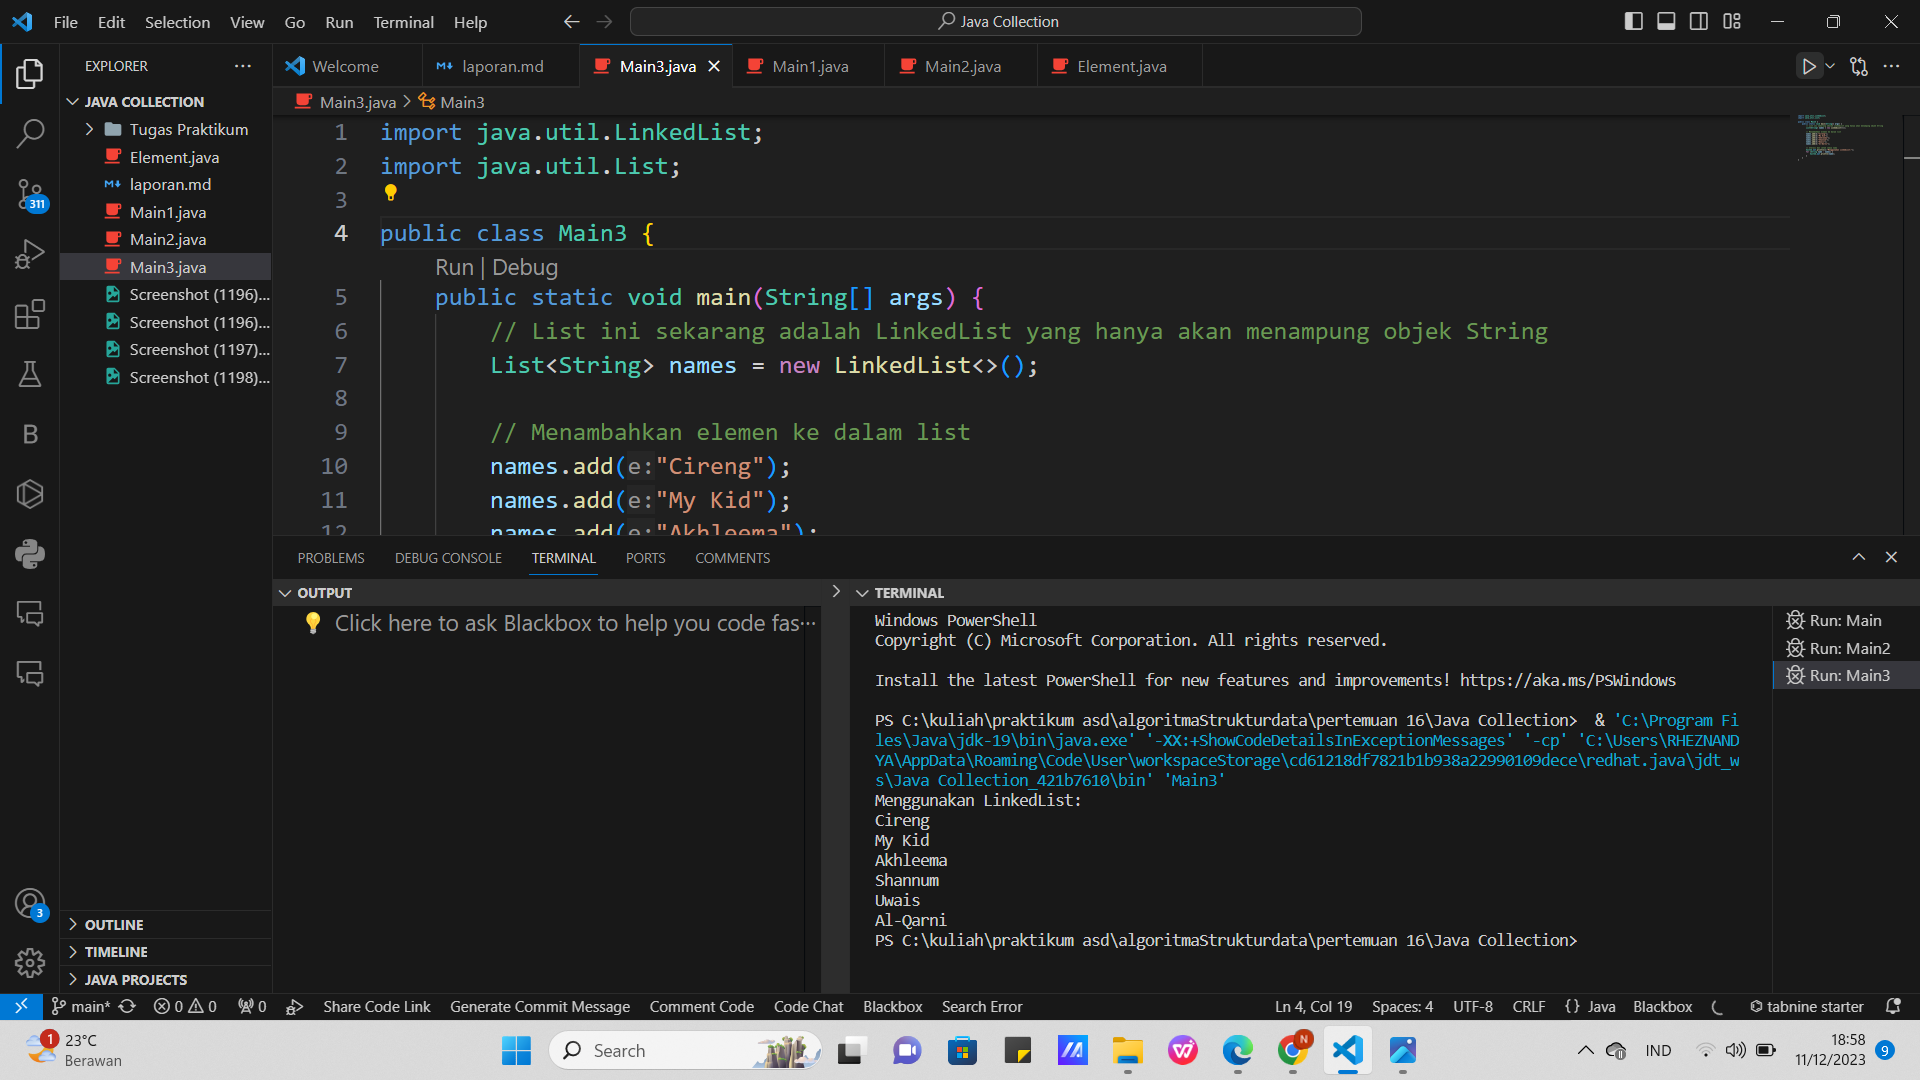 File Edit Selection View Go Run Terminal Help
Java Collection
EXPLORER
JAVA COLLECTION
Tugas Praktikum
Element.java
laporan.md
Main1.java
Main2.java
Main3.java
Screenshot (1196)...
Screenshot (1196)...
Screenshot (1197)...
Screenshot (1198)...
OUTLINE
TIMELINE
JAVA PROJECTS
311
B
3
Welcome laporan.md Main3.java Main1.java Main2.java Element.java
Main3.java > Main3
1 import java.util.LinkedList;
2 import java.util.List;
3
4 public class Main3 {
Run | Debug
5 public static void main(String[] args) {
6 // List ini sekarang adalah LinkedList yang hanya akan menampung objek String
7 List<String> names = new LinkedList<>();
8
9 // Menambahkan elemen ke dalam list
10 names.add(e:"Cireng");
11 names.add(e:"My Kid");
12 names.add(e:"Akhleema");
PROBLEMS DEBUG CONSOLE TERMINAL PORTS COMMENTS
OUTPUT
Click here to ask Blackbox to help you code fas...
TERMINAL
Windows PowerShell
Copyright (C) Microsoft Corporation. All rights reserved.
Install the latest PowerShell for new features and improvements! https://aka.ms/PSWindows
PS C:\kuliah\praktikum asd\algoritmaStrukturdata\pertemuan 16\Java Collection>  & 'C:\Program Fi
les\Java\jdk-19\bin\java.exe' '-XX:+ShowCodeDetailsInExceptionMessages' '-cp' 'C:\Users\RHEZNAND
YA\AppData\Roaming\Code\User\workspaceStorage\cd61218df7821b1b938a22990109dece\redhat.java\jdt_w
s\Java Collection_421b7610\bin' 'Main3'
Menggunakan LinkedList:
Cireng
My Kid
Akhleema
Shannum
Uwais
Al-Qarni
PS C:\kuliah\praktikum asd\algoritmaStrukturdata\pertemuan 16\Java Collection>
Run: Main
Run: Main2
Run: Main3
main* 0 0 0 Share Code Link Generate Commit Message Comment Code Code Chat Blackbox Search Error Ln 4, Col 19 Spaces: 4 UTF-8 CRLF {} Java Blackbox tabnine starter
1
23°C
Berawan
Search
N
IND
18:58
11/12/2023
9